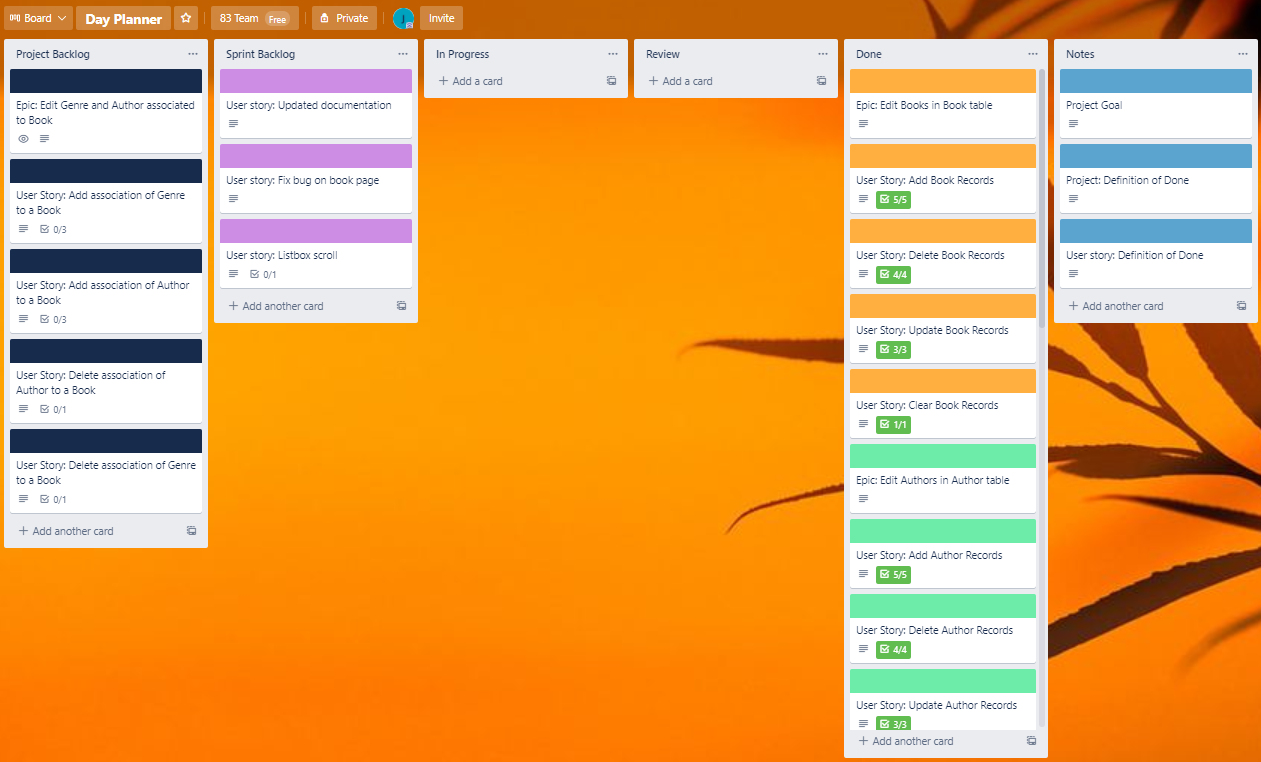 Board
Day Planner
83 Team Free
Private
J
Invite
Project Backlog
Epic: Edit Genre and Author associated
to Book
User Story: Add association of Genre
to a Book
0/3
User Story: Add association of Author
to a Book
0/3
User Story: Delete association of
Author to a Book
0/1
User Story: Delete association of Genre
to a Book
0/1
Add another card
Sprint Backlog
User story: Updated documentation
User story: Fix bug on book page
User story: Listbox scroll
0/1
Add another card
In Progress
Add a card
Review
Add a card
Done
Epic: Edit Books in Book table
User Story: Add Book Records
5/5
User Story: Delete Book Records
4/4
User Story: Update Book Records
3/3
User Story: Clear Book Records
1/1
Epic: Edit Authors in Author table
User Story: Add Author Records
5/5
User Story: Delete Author Records
4/4
User Story: Update Author Records
3/3
Add another card
Notes
Project Goal
Project: Definition of Done
User story: Definition of Done
Add another card